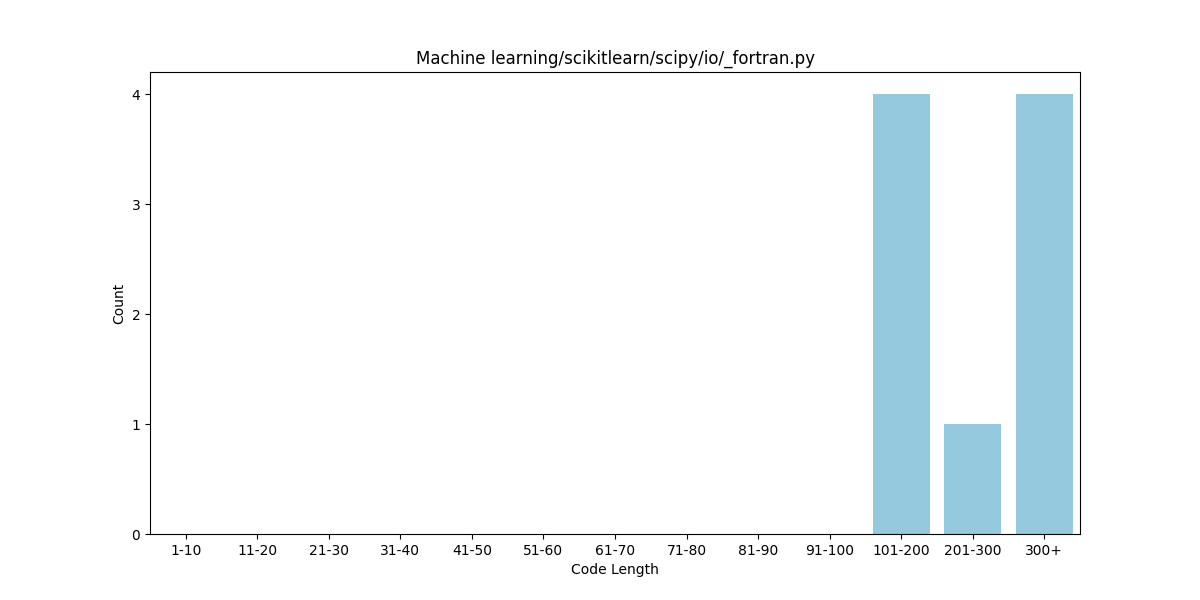 Machine learning/scikitlearn/scipy/io/_fortran.py
4
3
2
1
0
Count
1-10 11-20 21-30 31-40 41-50 51-60 61-70 71-80 81-90 91-100 101-200 201-300 300+
Code Length